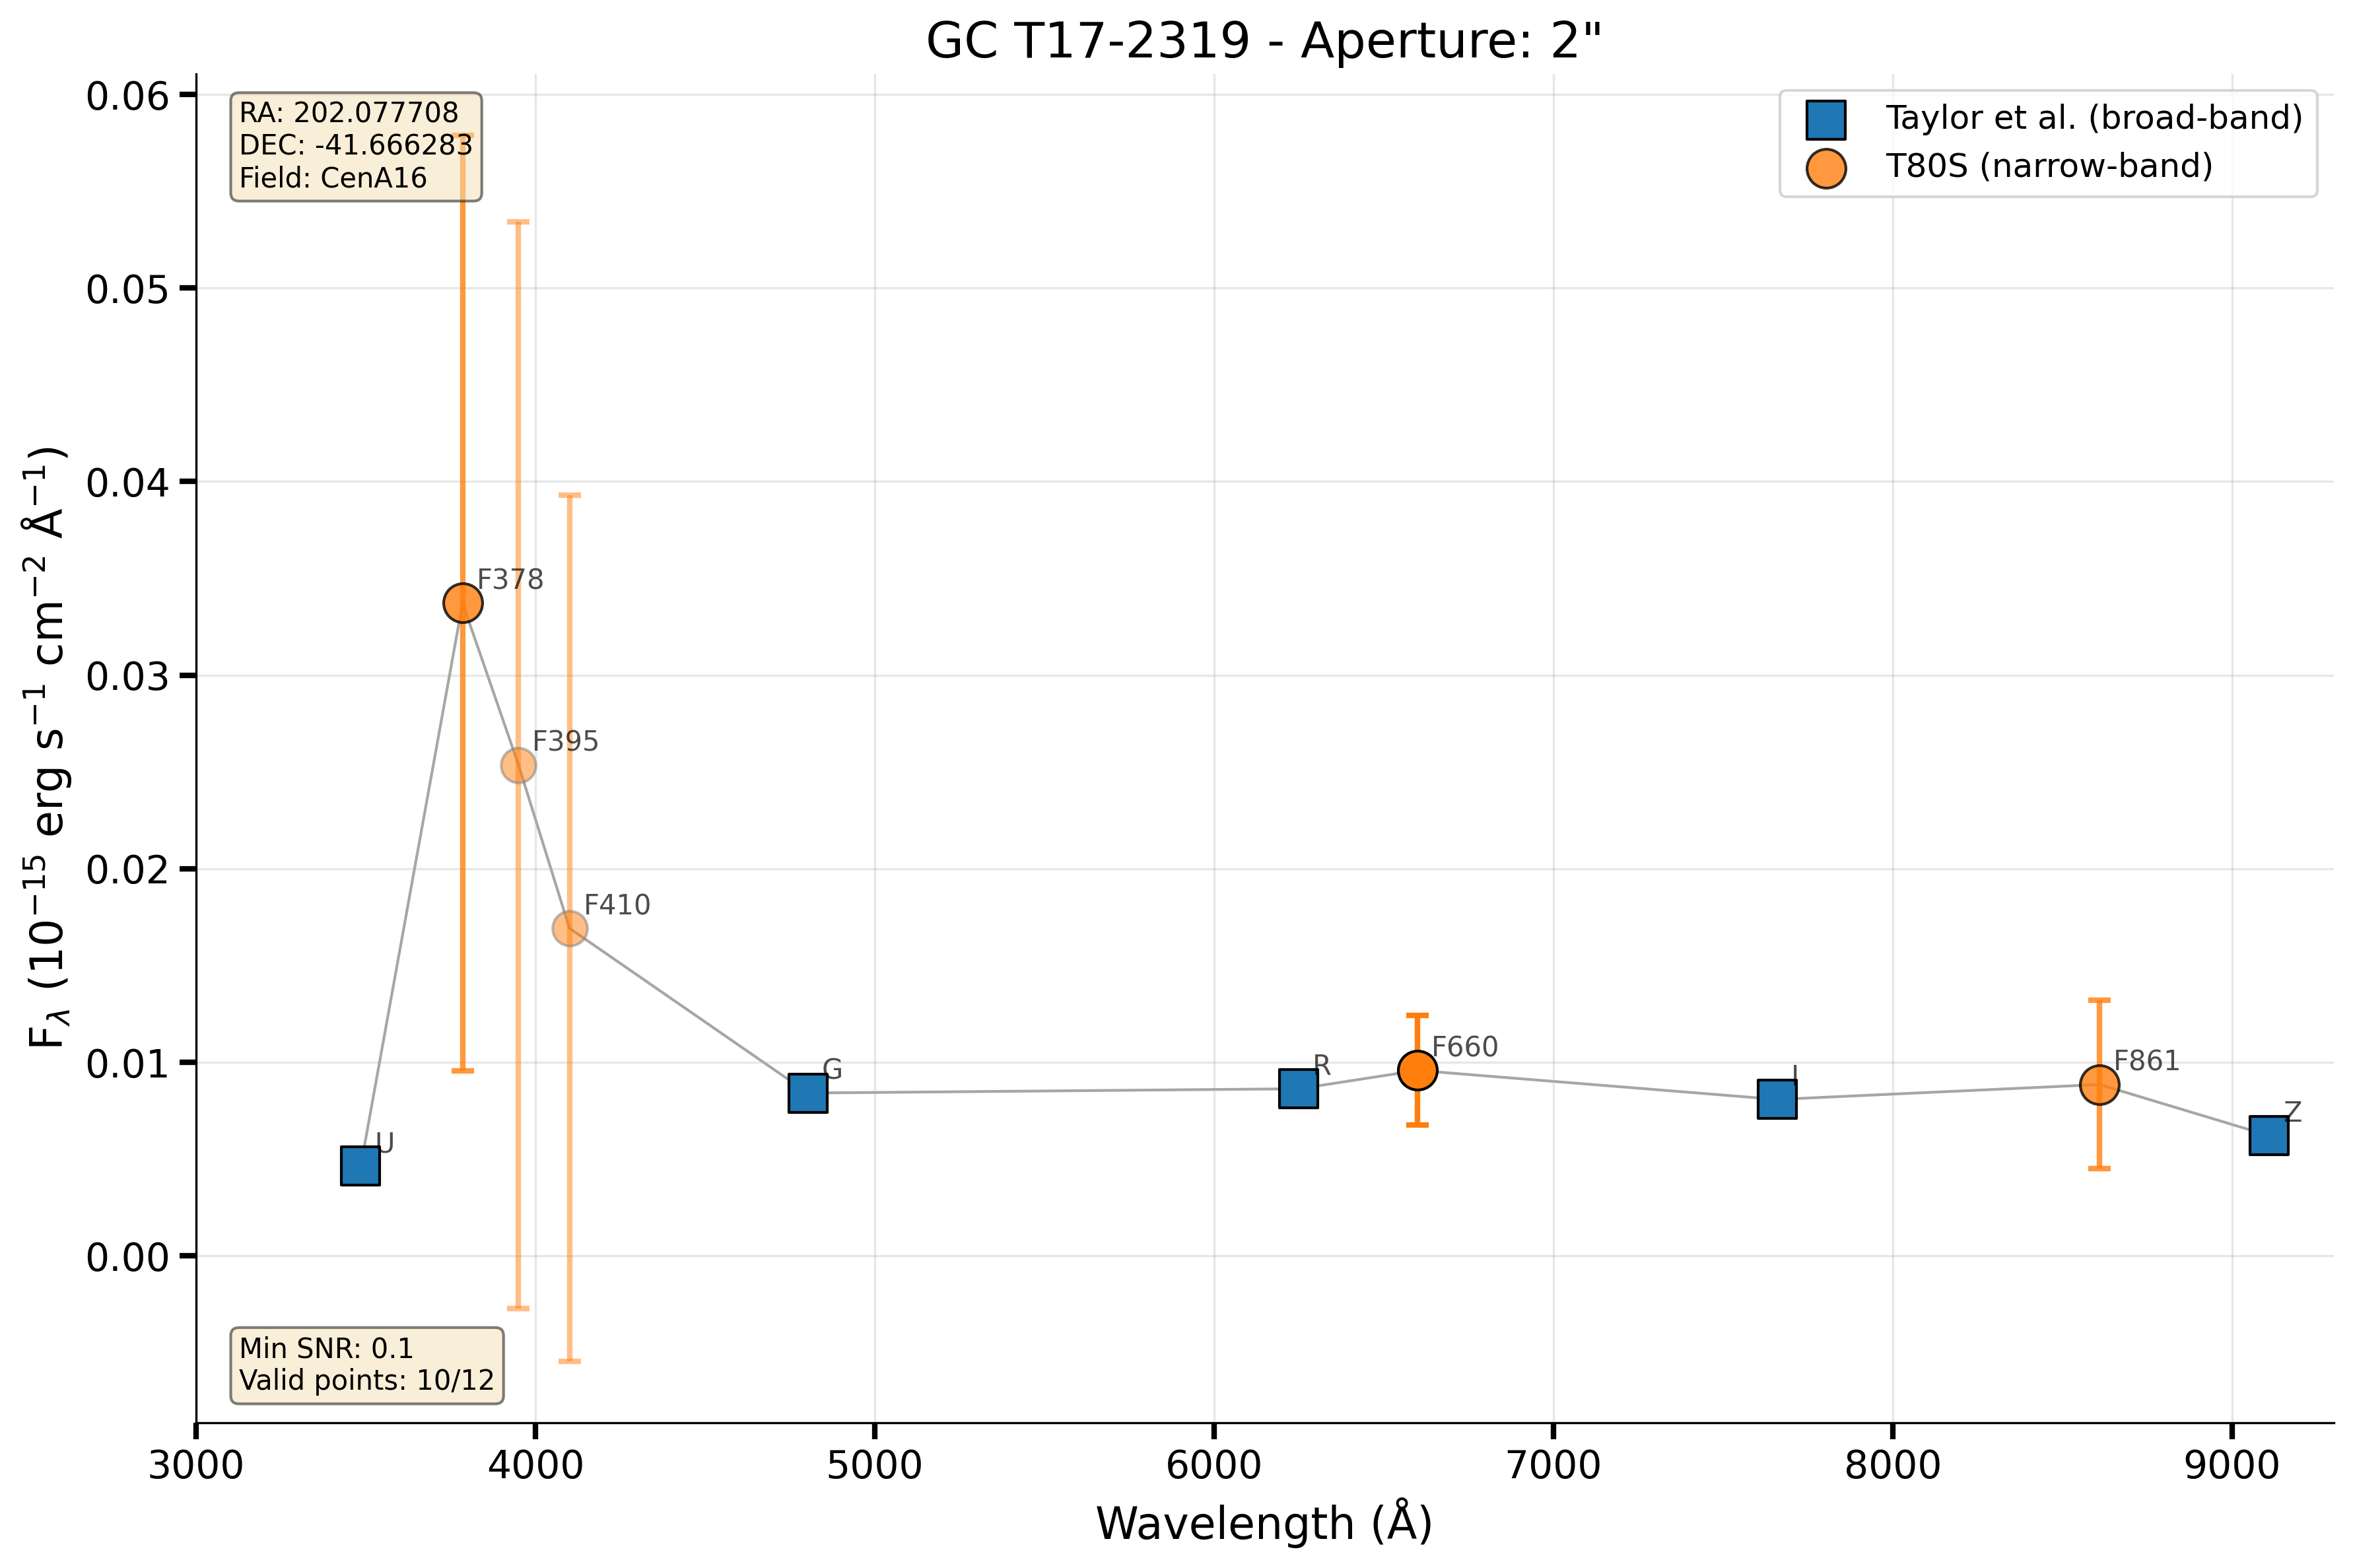 GC T17-2319 - Aperture: 2"
RA: 202.077708
DEC: -41.666283
Field: CenA16
Taylor et al. (broad-band)
T80S (narrow-band)
0.06
0.05
0.04
0.03
0.02
0.01
0.00
F_λ (10⁻¹⁵ erg s⁻¹ cm⁻² Å⁻¹)
F378
F395
F410
U
G
R
F660
I
F861
Z
Min SNR: 0.1
Valid points: 10/12
3000 4000 5000 6000 7000 8000 9000
Wavelength (Å)